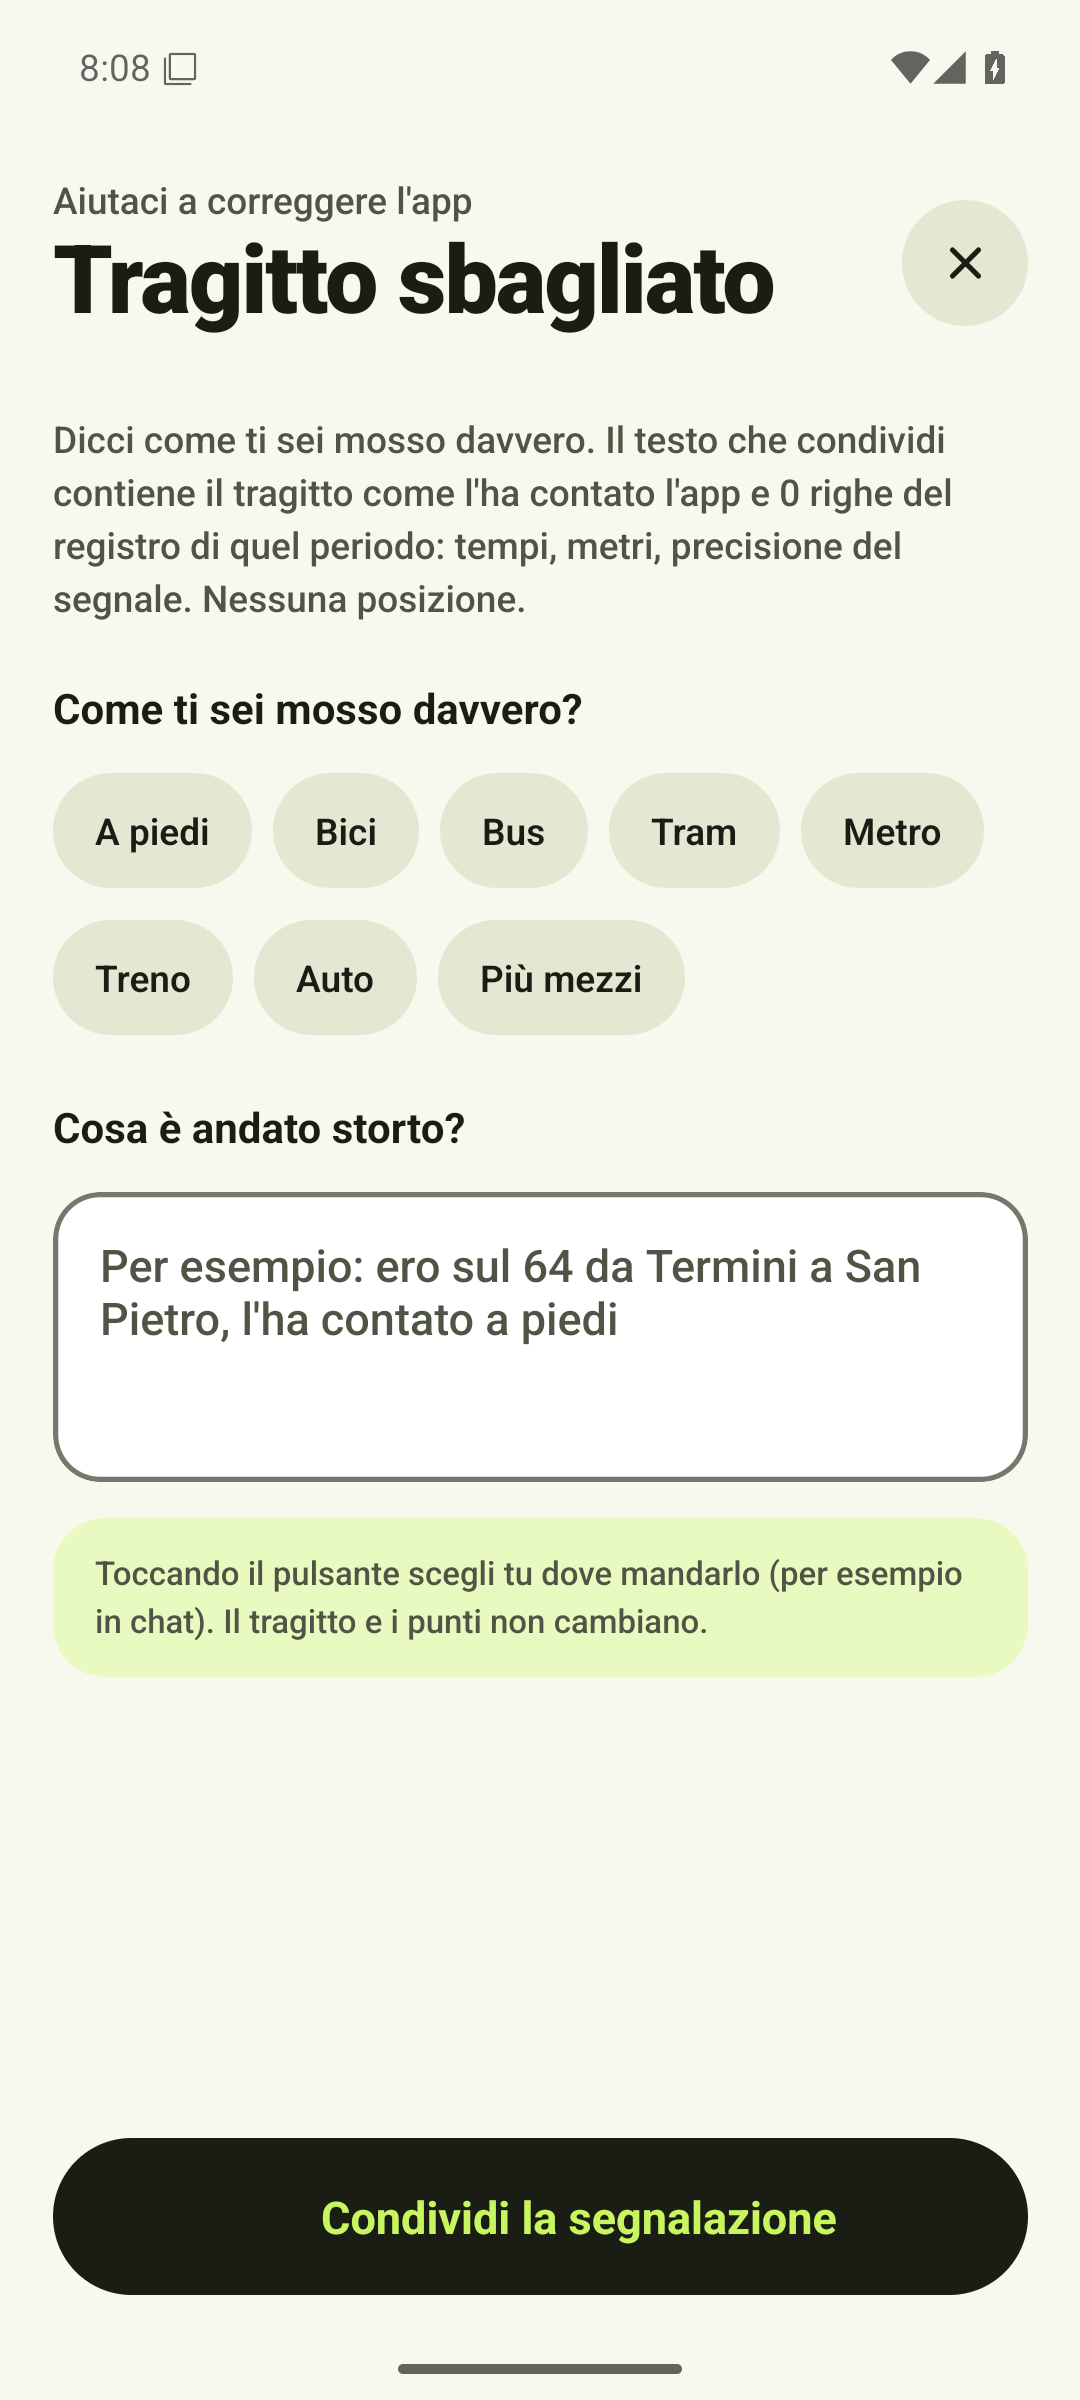 8:08
Aiutaci a correggere l'app
Tragitto sbagliato
Dicci come ti sei mosso davvero. Il testo che condividi
contiene il tragitto come l'ha contato l'app e 0 righe del
registro di quel periodo: tempi, metri, precisione del
segnale. Nessuna posizione.
Come ti sei mosso davvero?
A piedi Bici Bus Tram Metro
Treno Auto Più mezzi
Cosa è andato storto?
Per esempio: ero sul 64 da Termini a San
Pietro, l'ha contato a piedi
Toccando il pulsante scegli tu dove mandarlo (per esempio
in chat). Il tragitto e i punti non cambiano.
Condividi la segnalazione